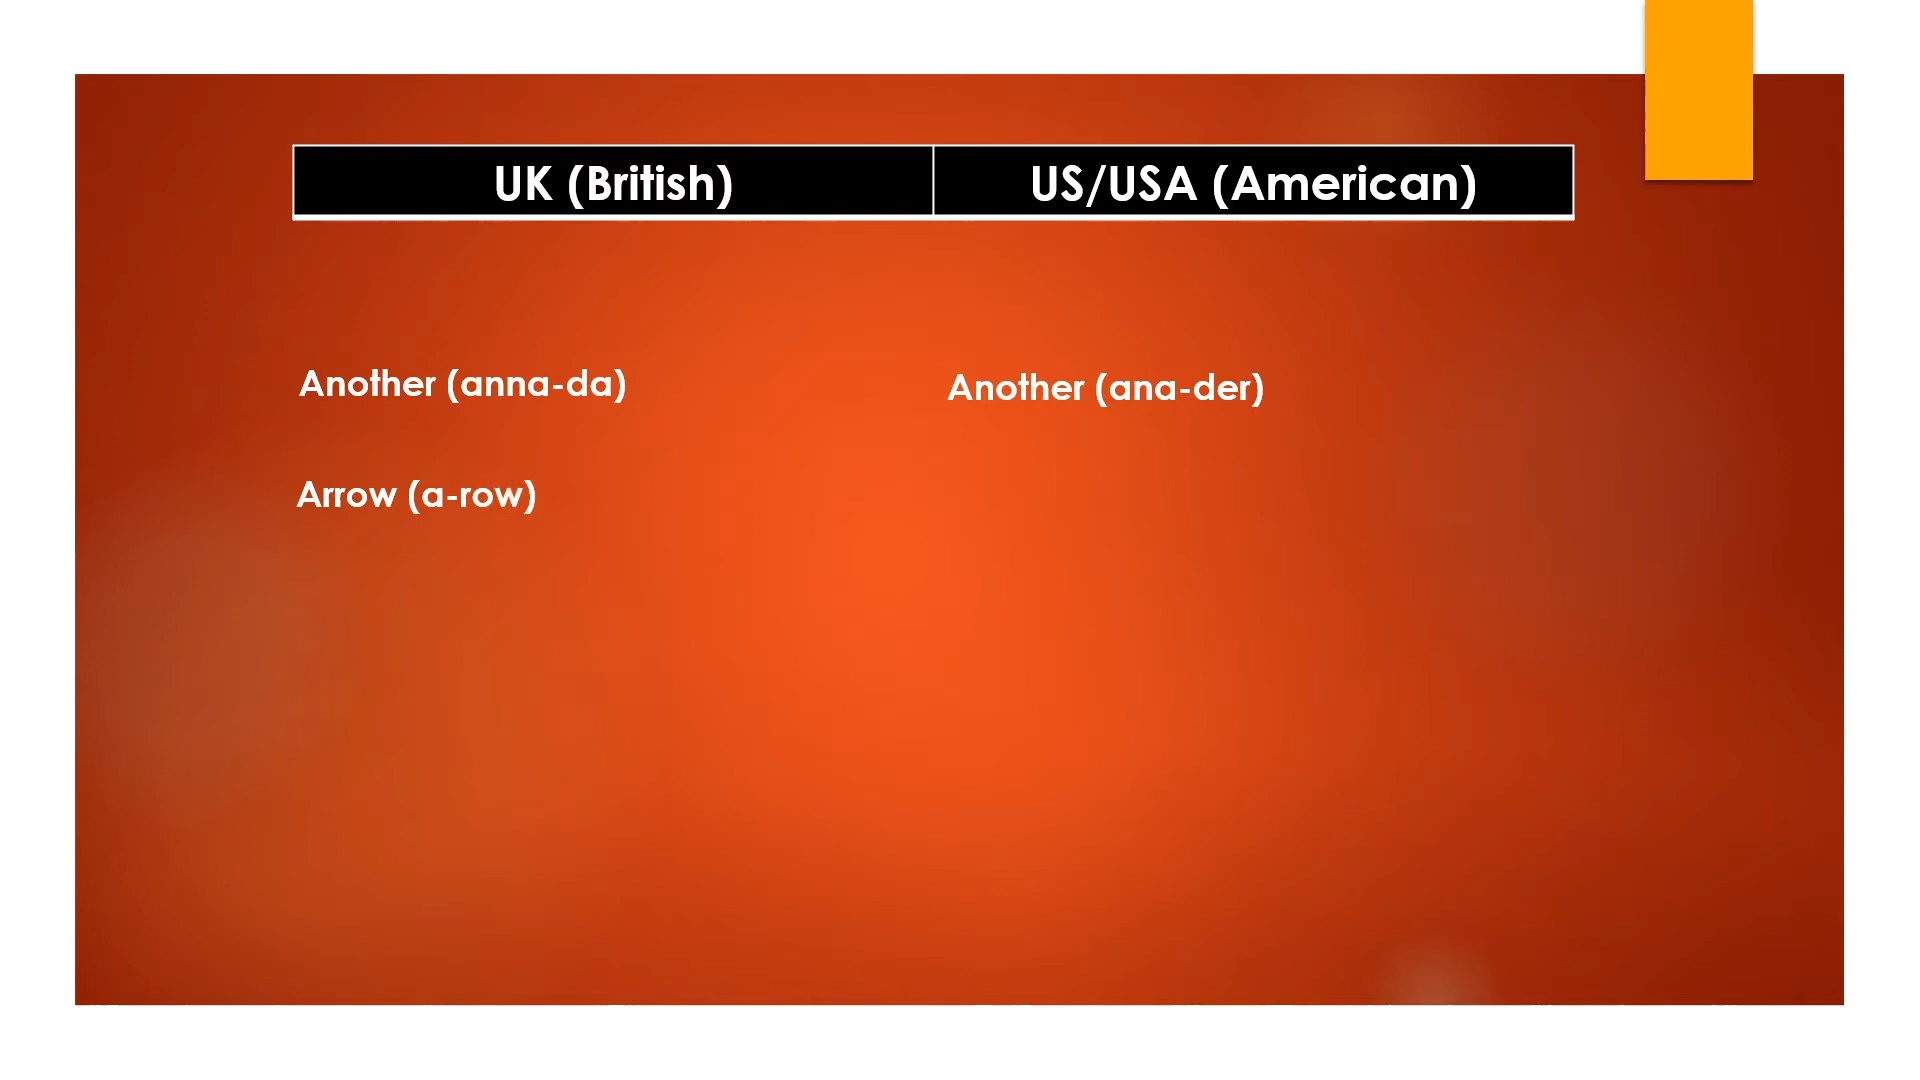 UK (British) US/USA (American)
Another (anna-da) Another (ana-der)
Arrow (a-row)